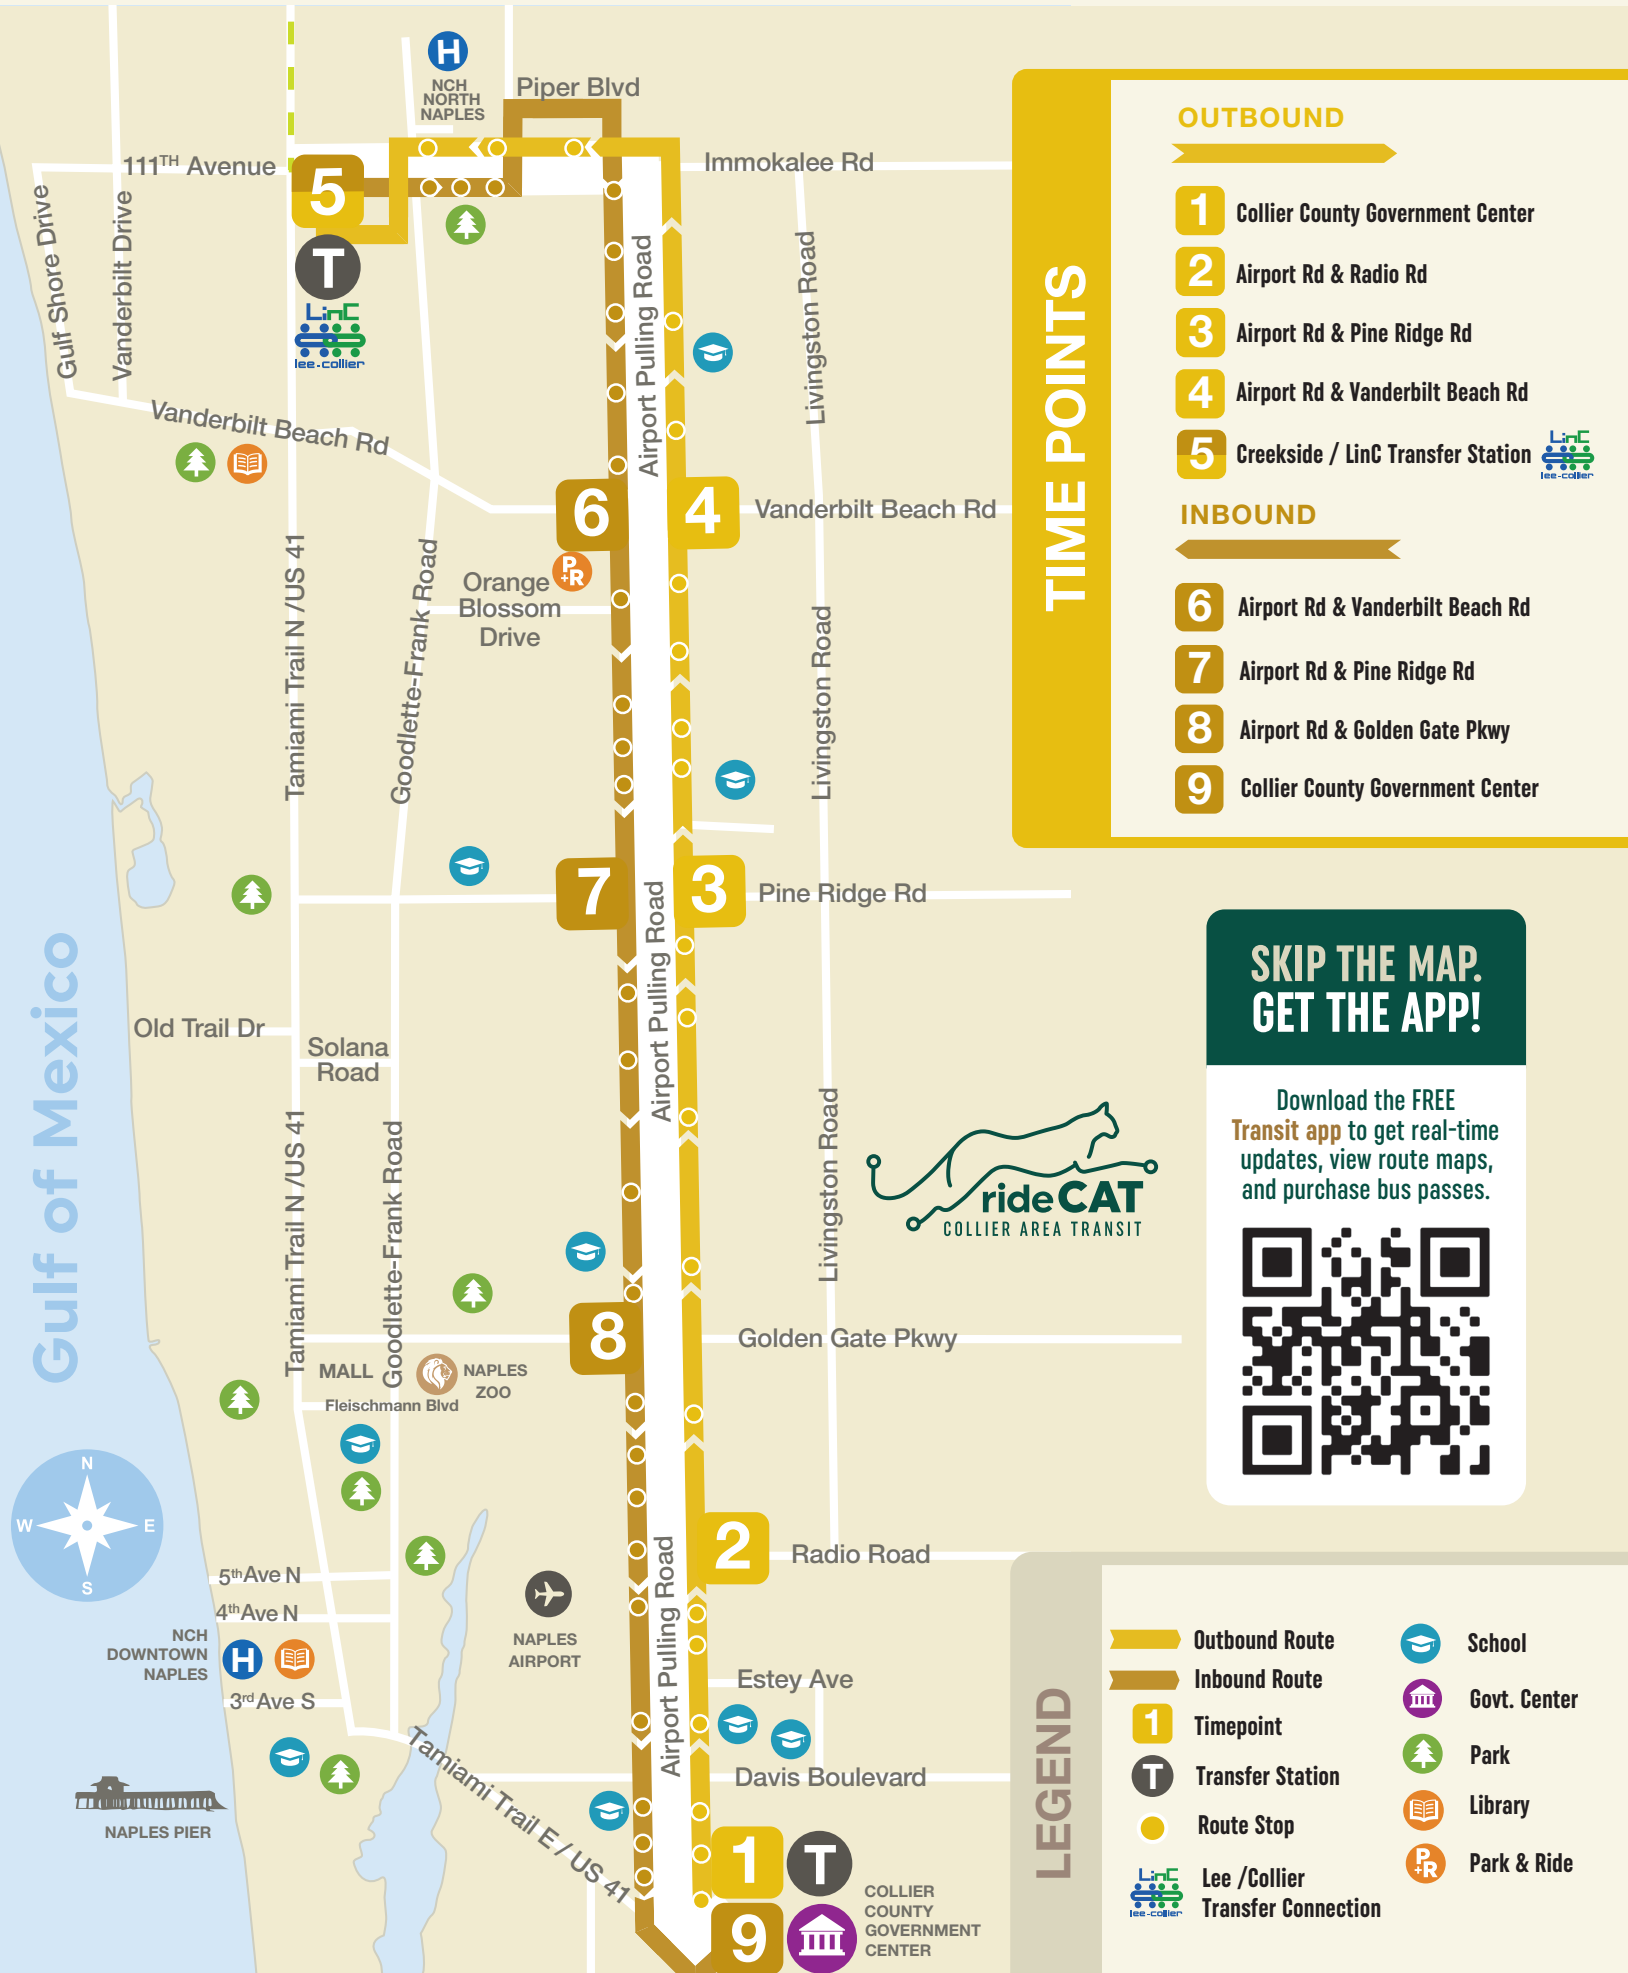 H
NCH
NORTH
NAPLES
Piper Blvd
111TH Avenue
Immokalee Rd
5
T
LinC
lee-collier
Gulf Shore Drive
Vanderbilt Drive
Airport Pulling Road
Livingston Road
Vanderbilt Beach Rd
6
4
Vanderbilt Beach Rd
P+R
Orange
Blossom
Drive
Tamiami Trail N /US 41
Goodlette-Frank Road
Livingston Road
7
3
Pine Ridge Rd
Airport Pulling Road
Gulf of Mexico
Old Trail Dr
Solana
Road
Tamiami Trail N /US 41
Goodlette-Frank Road
Livingston Road
rideCAT
COLLIER AREA TRANSIT
8
Golden Gate Pkwy
MALL
NAPLES
ZOO
Fleischmann Blvd
N
W
E
S
2
Radio Road
Airport Pulling Road
5th Ave N
4th Ave N
NCH
DOWNTOWN
NAPLES
H
3rd Ave S
NAPLES
AIRPORT
Estey Ave
Davis Boulevard
Tamiami Trail E / US 41
NAPLES PIER
1
T
9
COLLIER
COUNTY
GOVERNMENT
CENTER
TIME POINTS
OUTBOUND
1 Collier County Government Center
2 Airport Rd & Radio Rd
3 Airport Rd & Pine Ridge Rd
4 Airport Rd & Vanderbilt Beach Rd
5 Creekside / LinC Transfer Station
LinC
lee-collier
INBOUND
6 Airport Rd & Vanderbilt Beach Rd
7 Airport Rd & Pine Ridge Rd
8 Airport Rd & Golden Gate Pkwy
9 Collier County Government Center
SKIP THE MAP.
GET THE APP!
Download the FREE
Transit app to get real-time
updates, view route maps,
and purchase bus passes.
LEGEND
Outbound Route
Inbound Route
1 Timepoint
T Transfer Station
Route Stop
LinC
lee-collier
Lee /Collier
Transfer Connection
School
Govt. Center
Park
Library
P+R Park & Ride